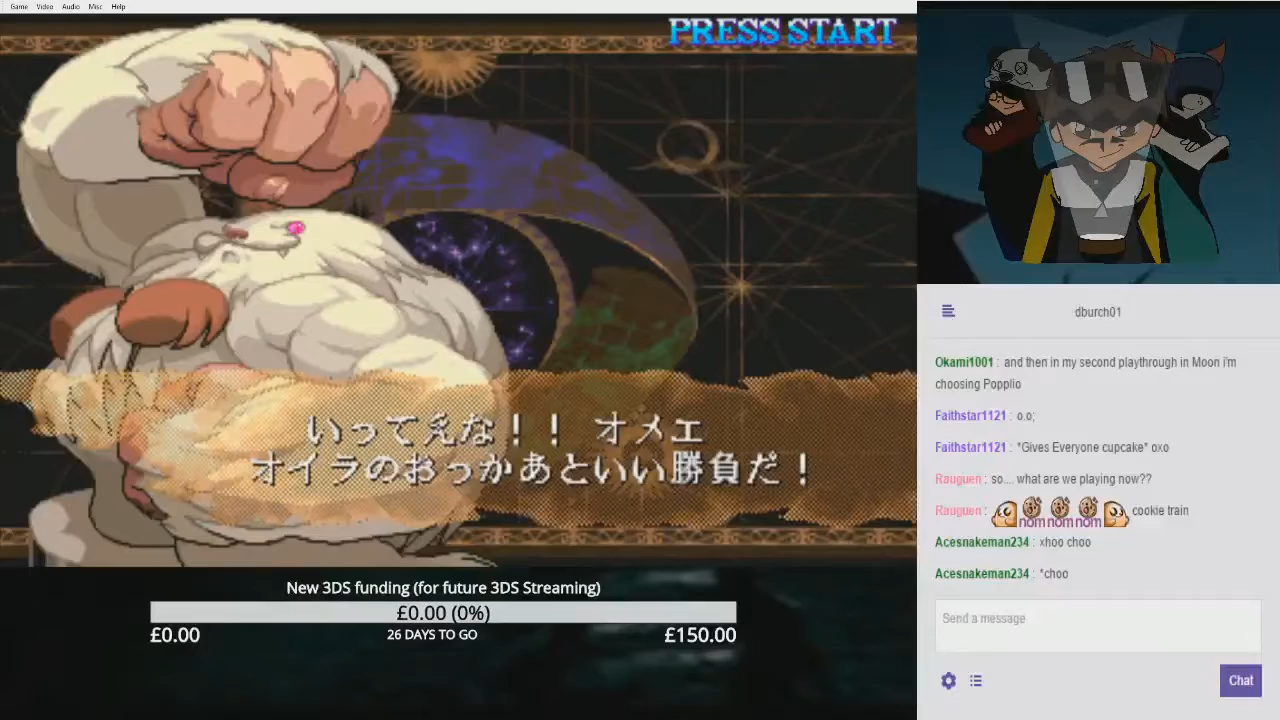 Game Video Audio Misc Help
PRESS START
いってえな！！ オメエ
オイラのおっかあといい勝負だ！
New 3DS funding (for future 3DS Streaming)
£0.00 (0%)
£0.00 26 DAYS TO GO £150.00
dburch01
Okami1001 : and then in my second playthrough in Moon i'm
choosing Popplio
Faithstar1121 : o.o;
Faithstar1121 : *Gives Everyone cupcake* oxo
Rauguen : so.... what are we playing now??
Rauguen : nom nom nom cookie train
Acesnakeman234 : xhoo choo
Acesnakeman234 : *choo
Send a message
Chat